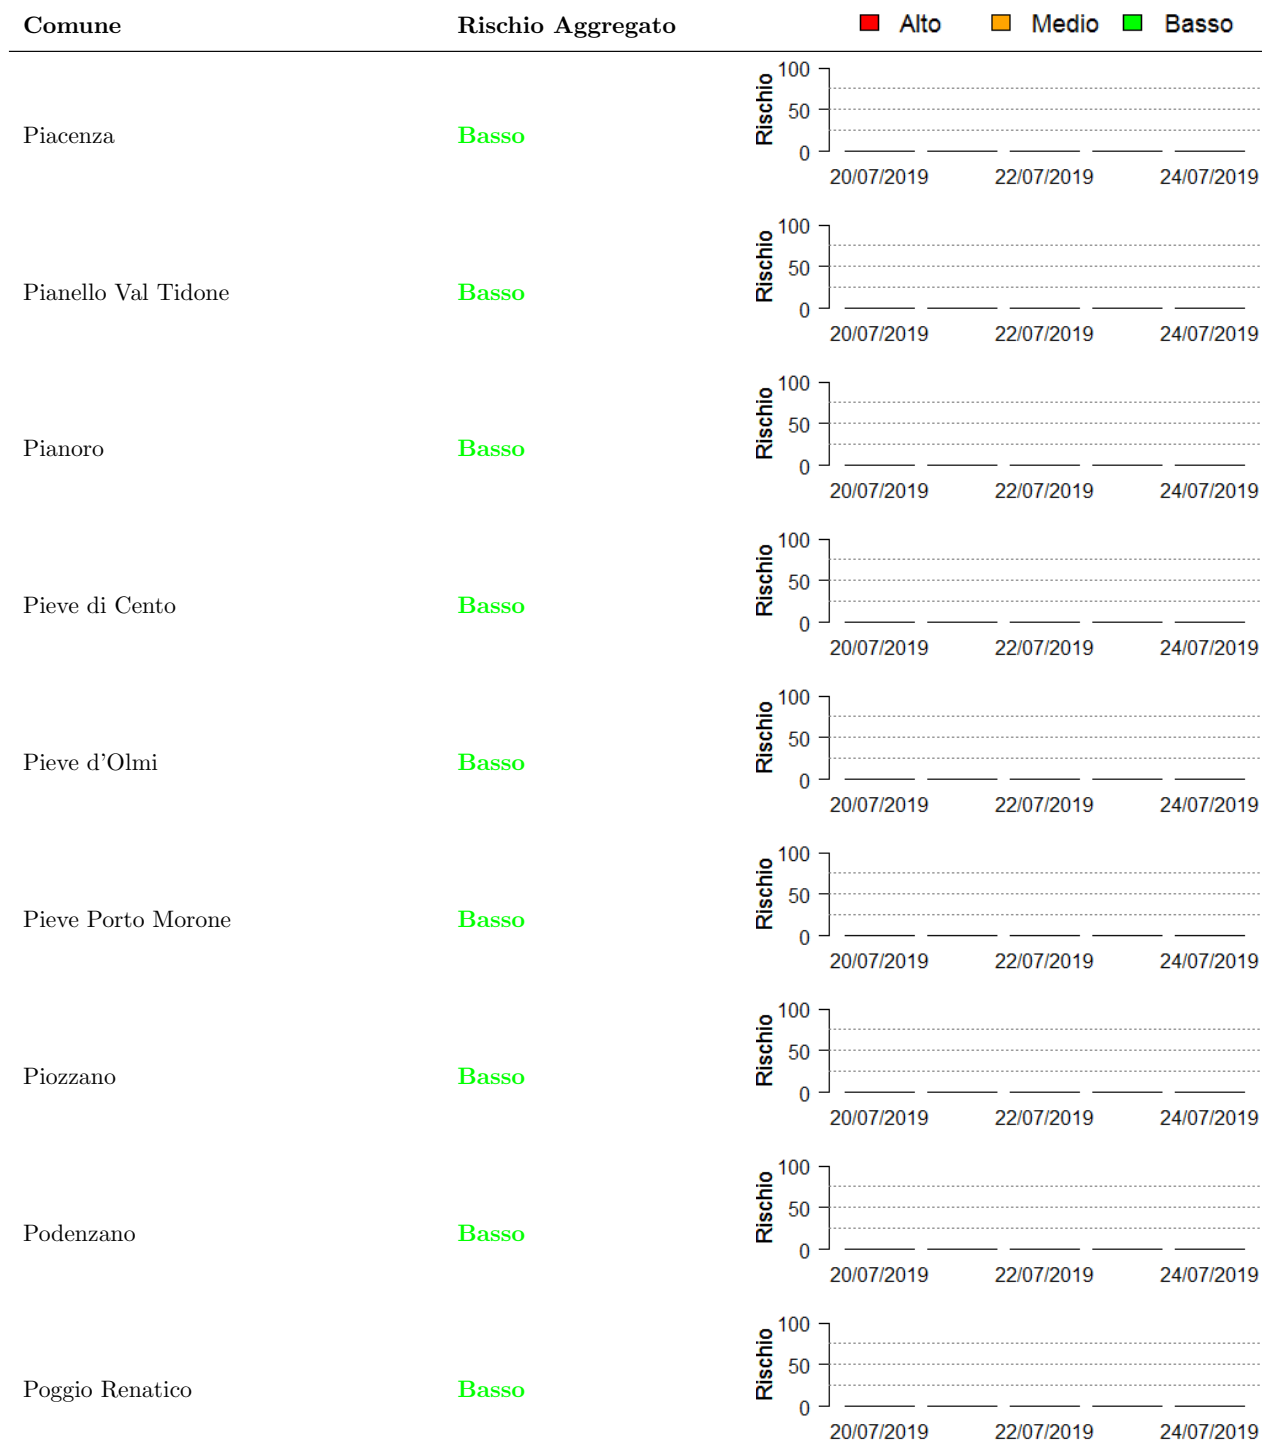 Comune Rischio Aggregato Alto Medio Basso
100
Rischio
50
Piacenza Basso
0
20/07/2019 22/07/2019 24/07/2019
100
Rischio
50
Pianello Val Tidone Basso
0
20/07/2019 22/07/2019 24/07/2019
100
Rischio
50
Pianoro Basso
0
20/07/2019 22/07/2019 24/07/2019
100
Rischio
50
Pieve di Cento Basso
0
20/07/2019 22/07/2019 24/07/2019
100
Rischio
50
Pieve d'Olmi Basso
0
20/07/2019 22/07/2019 24/07/2019
100
Rischio
50
Pieve Porto Morone Basso
0
20/07/2019 22/07/2019 24/07/2019
100
Rischio
50
Piozzano Basso
0
20/07/2019 22/07/2019 24/07/2019
100
Rischio
50
Podenzano Basso
0
20/07/2019 22/07/2019 24/07/2019
100
Rischio
50
Poggio Renatico Basso
0
20/07/2019 22/07/2019 24/07/2019